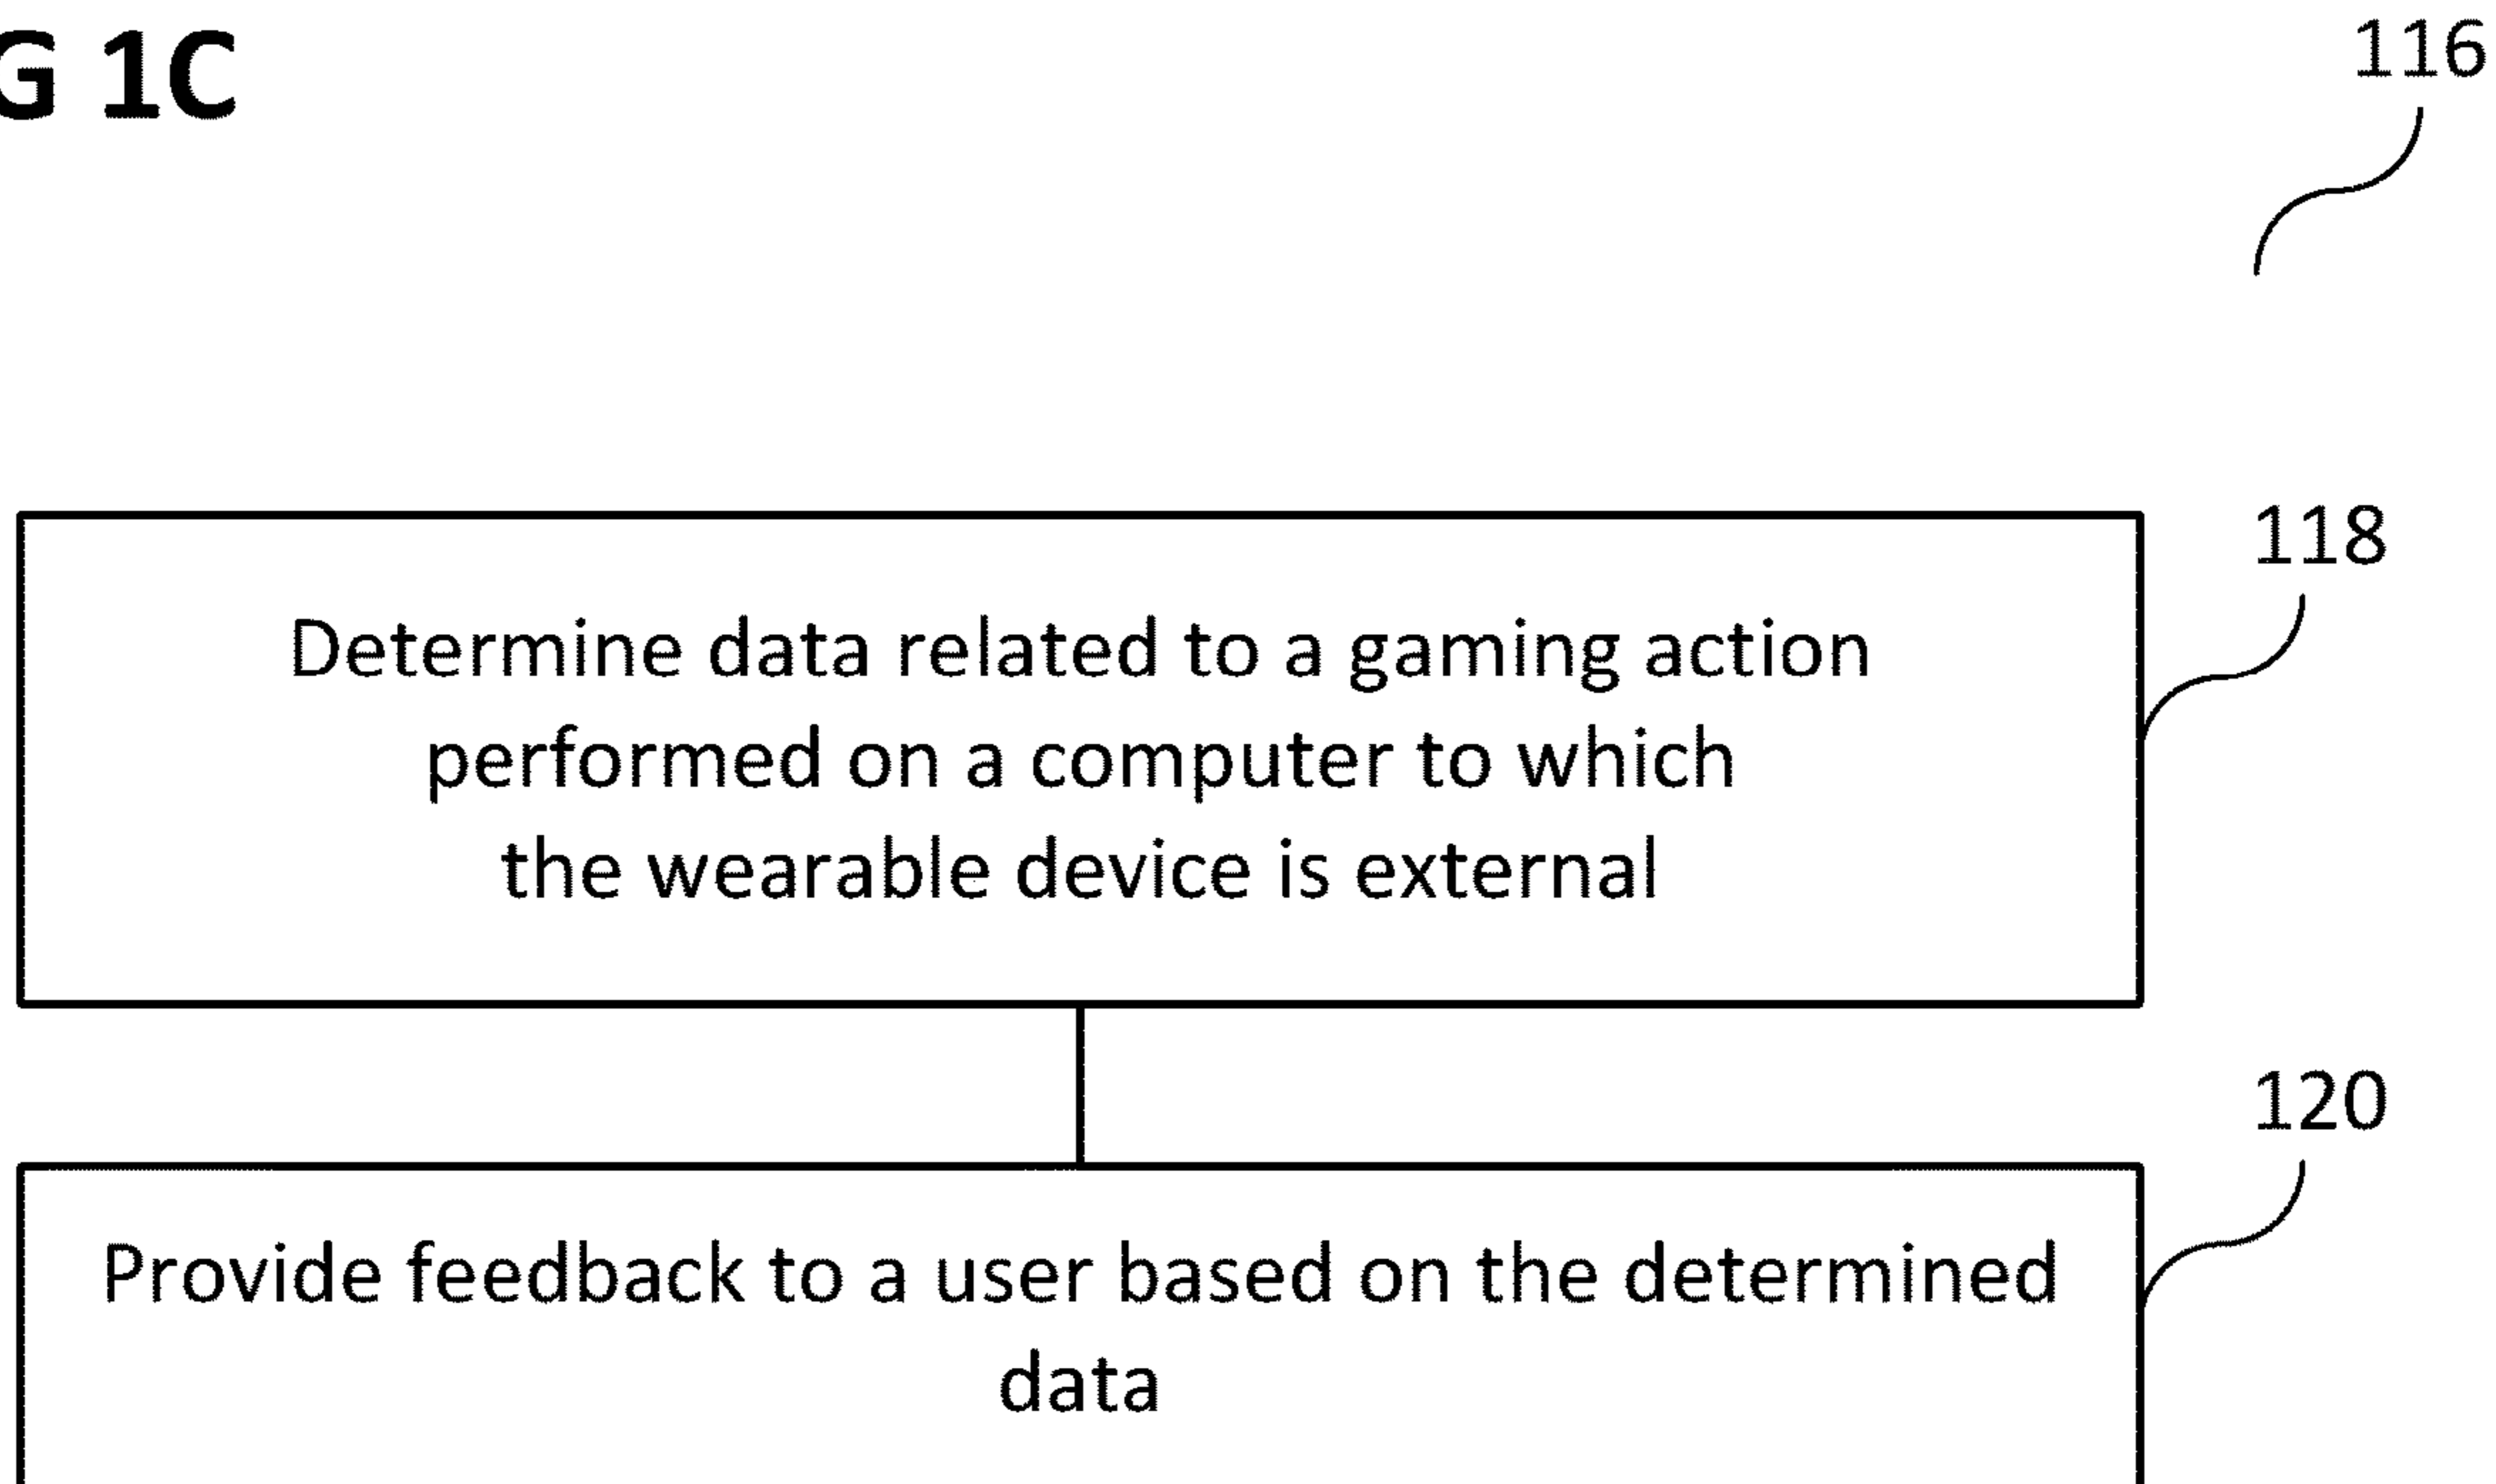 G 1C
116
118
Determine data related to a gaming action
performed on a computer to which
the wearable device is external
120
Provide feedback to a user based on the determined
data